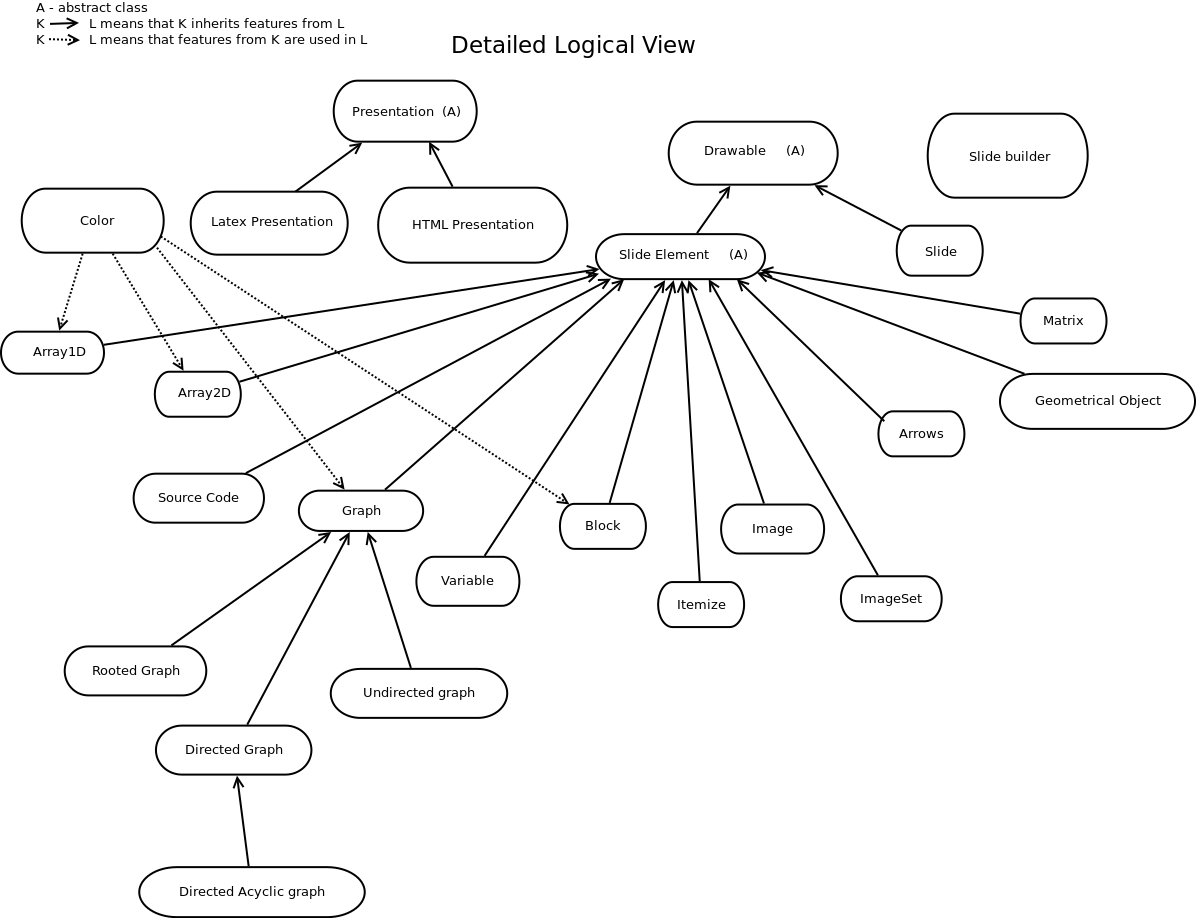 A - abstract class
K L means that K inherits features from L
K L means that features from K are used in L
Detailed Logical View
Presentation (A)
Drawable (A)
Slide builder
Color
Latex Presentation
HTML Presentation
Slide Element (A)
Slide
Matrix
Array1D
Array2D
Geometrical Object
Arrows
Source Code
Graph
Block
Image
Variable
Itemize
ImageSet
Rooted Graph
Undirected graph
Directed Graph
Directed Acyclic graph